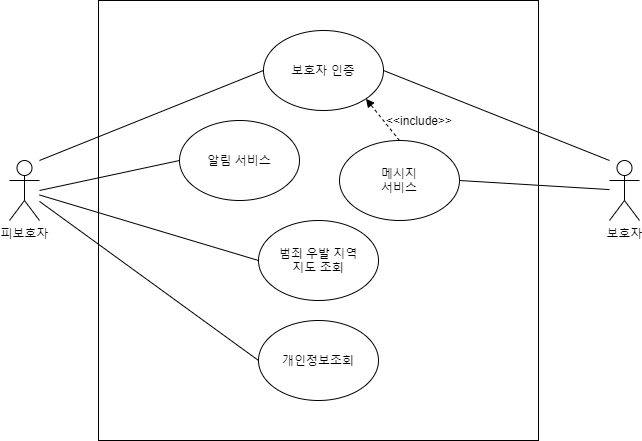 보호자 인증
<<include>>
알림 서비스
메시지
서비스
피보호자
보호자
범죄 우발 지역
지도 조회
개인정보조회